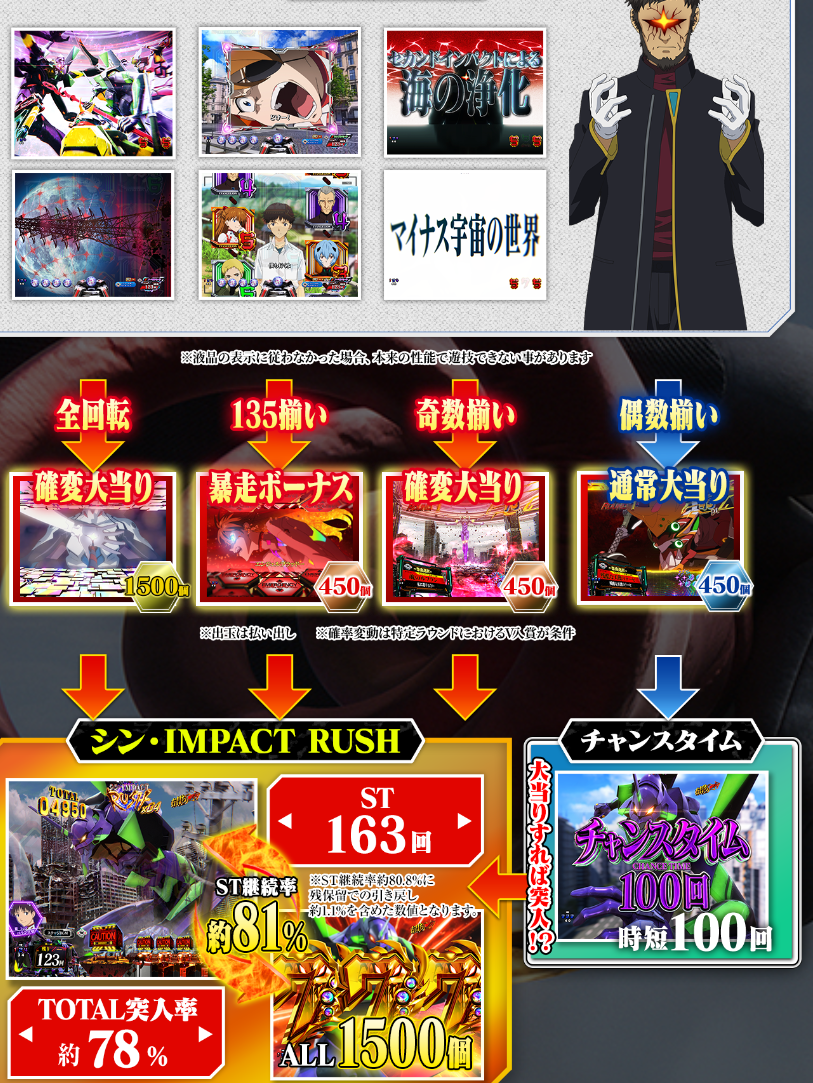 セカンドインパクトによる
海の浄化
マイナス宇宙の世界
※液晶の表示に従わなかった場合、本来の性能で遊技できない事があります
全回転
135揃い
奇数揃い
偶数揃い
確変大当り
暴走ボーナス
確変大当り
通常大当り
1500個
450個
450個
450個
※出玉は払い出し ※確率変動は特定ラウンドにおけるV入賞が条件
シン・IMPACT RUSH
チャンスタイム
TOTAL
04950
RUSH
ST
163回
※ST継続率約80.8%に
残保留での引き戻し
約1.1%を含めた数値となります。
ST継続率
約81%
CAUTION
123
TOTAL突入率
約78%
777
ALL1500個
大当りすれば突入!?
チャンスタイム
100回
時短100回